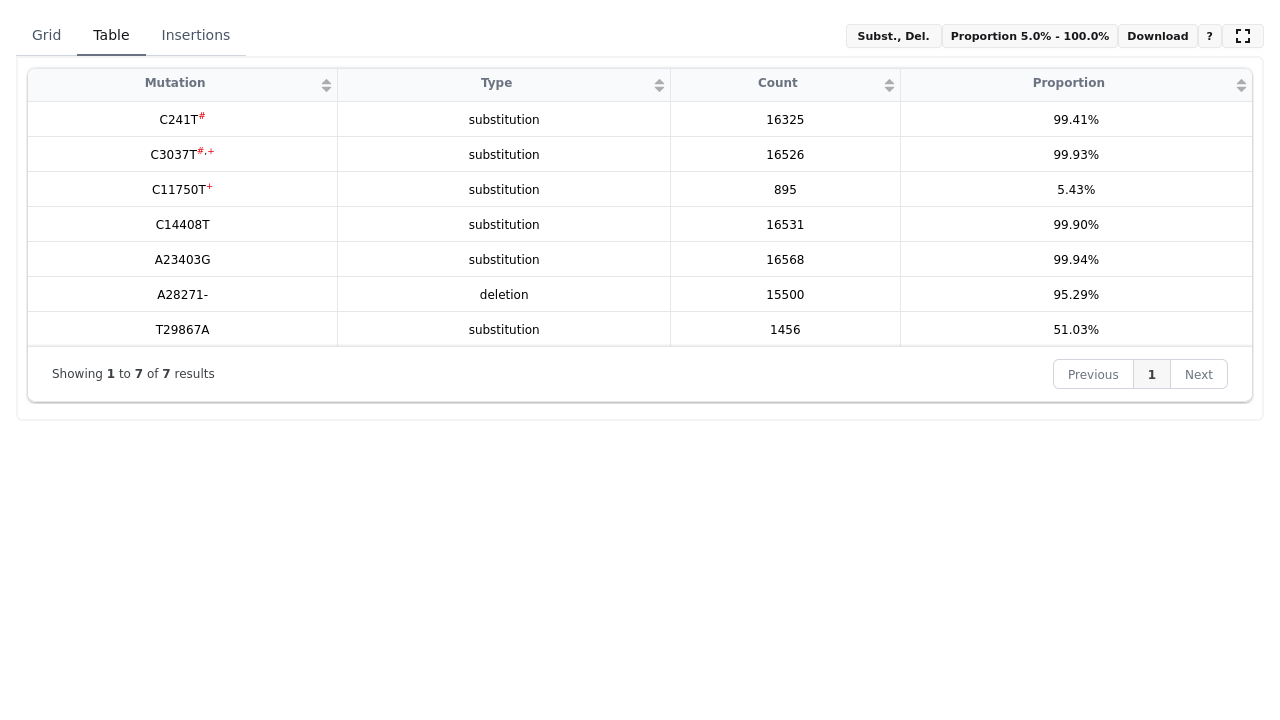 Grid Table Insertions Subst., Del. Proportion 5.0% - 100.0% Download ?
Mutation Type Count Proportion
C241T# substitution 16325 99.41%
C3037T#,+ substitution 16526 99.93%
C11750T+ substitution 895 5.43%
C14408T substitution 16531 99.90%
A23403G substitution 16568 99.94%
A28271- deletion 15500 95.29%
T29867A substitution 1456 51.03%
Showing 1 to 7 of 7 results Previous 1 Next